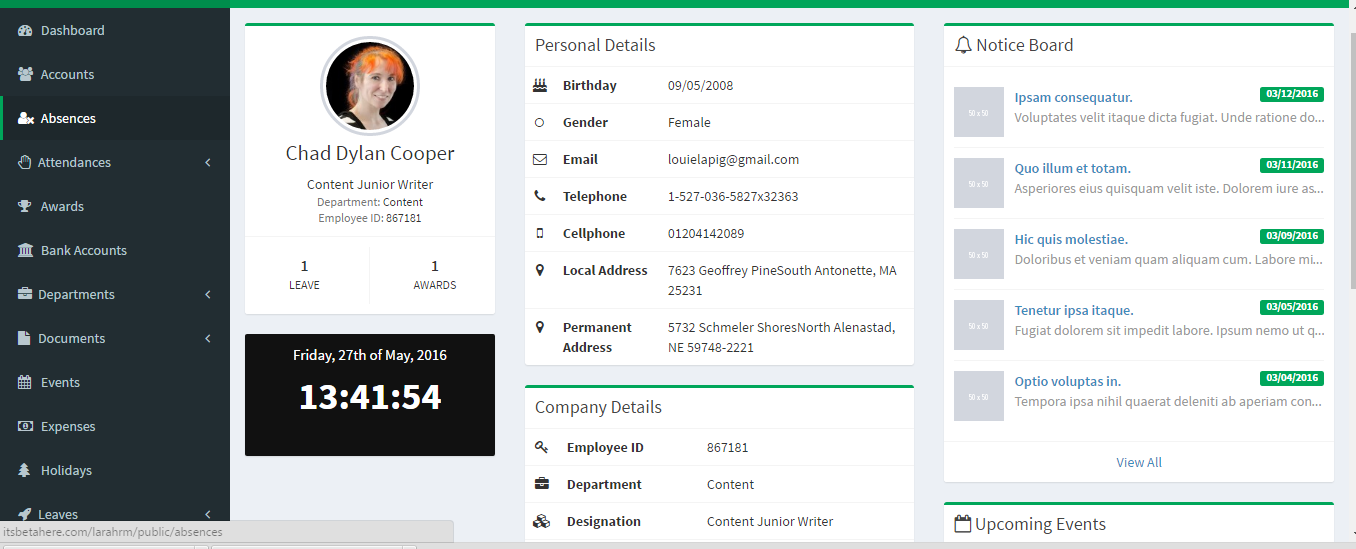 Dashboard
Accounts
Absences
Attendances
Awards
Bank Accounts
Departments
Documents
Events
Expenses
Holidays
Leaves
itsbetahere.com/larahrm/public/absences
Chad Dylan Cooper
Content Junior Writer
Department: Content
Employee ID: 867181
1 1
LEAVE AWARDS
Friday, 27th of May, 2016
13:41:54
Personal Details
Birthday 09/05/2008
Gender Female
Email louielapig@gmail.com
Telephone 1-527-036-5827x32363
Cellphone 01204142089
Local Address 7623 Geoffrey PineSouth Antonette, MA
25231
Permanent 5732 Schmeler ShoresNorth Alenastad,
Address NE 59748-2221
Company Details
Employee ID 867181
Department Content
Designation Content Junior Writer
Notice Board
50 x 50
Ipsam consequatur. 03/12/2016
Voluptates velit itaque dicta fugiat. Unde ratione do...
50 x 50
Quo illum et totam. 03/11/2016
Asperiores eius quisquam velit iste. Dolorem iure as...
50 x 50
Hic quis molestiae. 03/09/2016
Doloribus et veniam quam aliquam cum. Labore mi...
50 x 50
Tenetur ipsa itaque. 03/05/2016
Fugiat dolorem sit impedit labore. Ipsum nemo ut q...
50 x 50
Optio voluptas in. 03/04/2016
Tempora ipsa nihil quaerat deleniti ab aperiam con...
View All
Upcoming Events